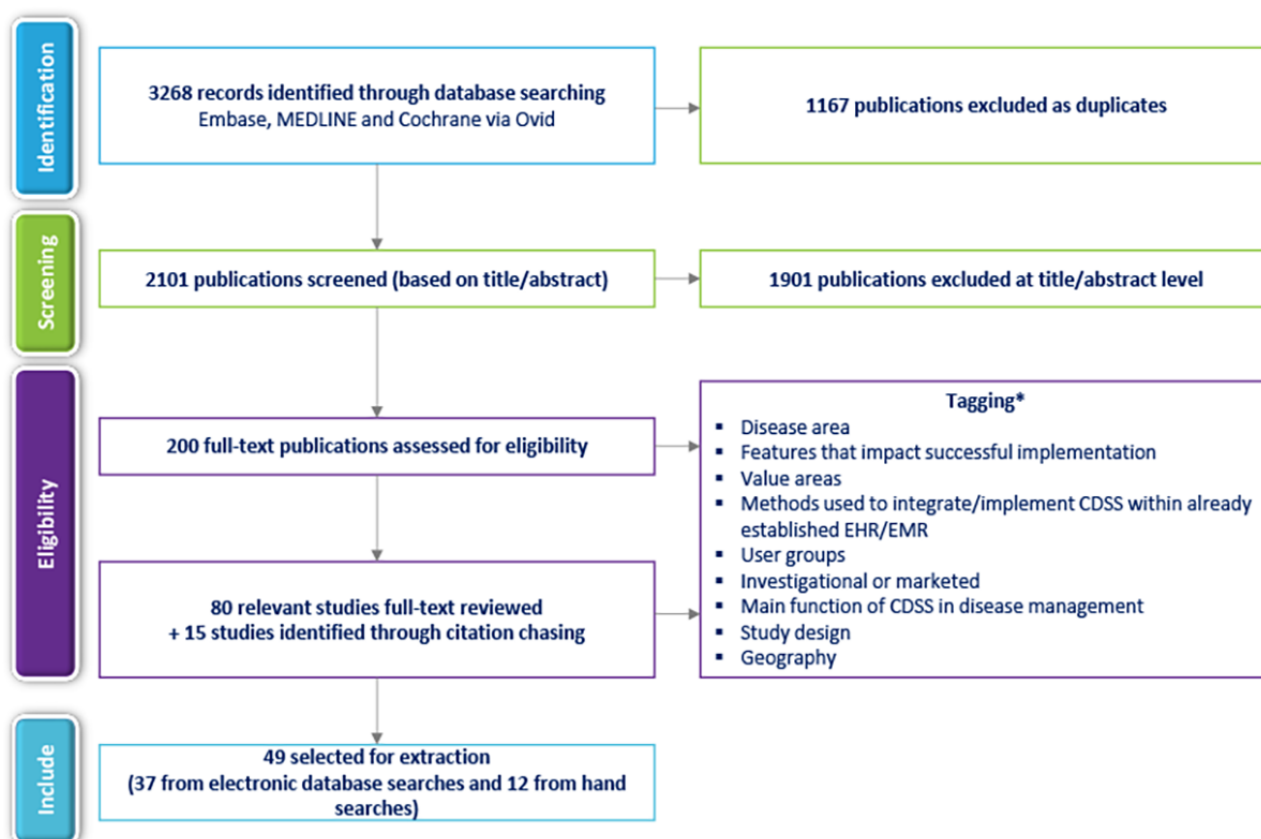 Identification
3268 records identified through database searching
Embase, MEDLINE and Cochrane via Ovid
1167 publications excluded as duplicates
Screening
2101 publications screened (based on title/abstract)
1901 publications excluded at title/abstract level
Eligibility
200 full-text publications assessed for eligibility
Tagging*
▪ Disease area
▪ Features that impact successful implementation
▪ Value areas
▪ Methods used to integrate/implement CDSS within already
established EHR/EMR
▪ User groups
▪ Investigational or marketed
▪ Main function of CDSS in disease management
▪ Study design
▪ Geography
80 relevant studies full-text reviewed
+ 15 studies identified through citation chasing
Include
49 selected for extraction
(37 from electronic database searches and 12 from hand
searches)